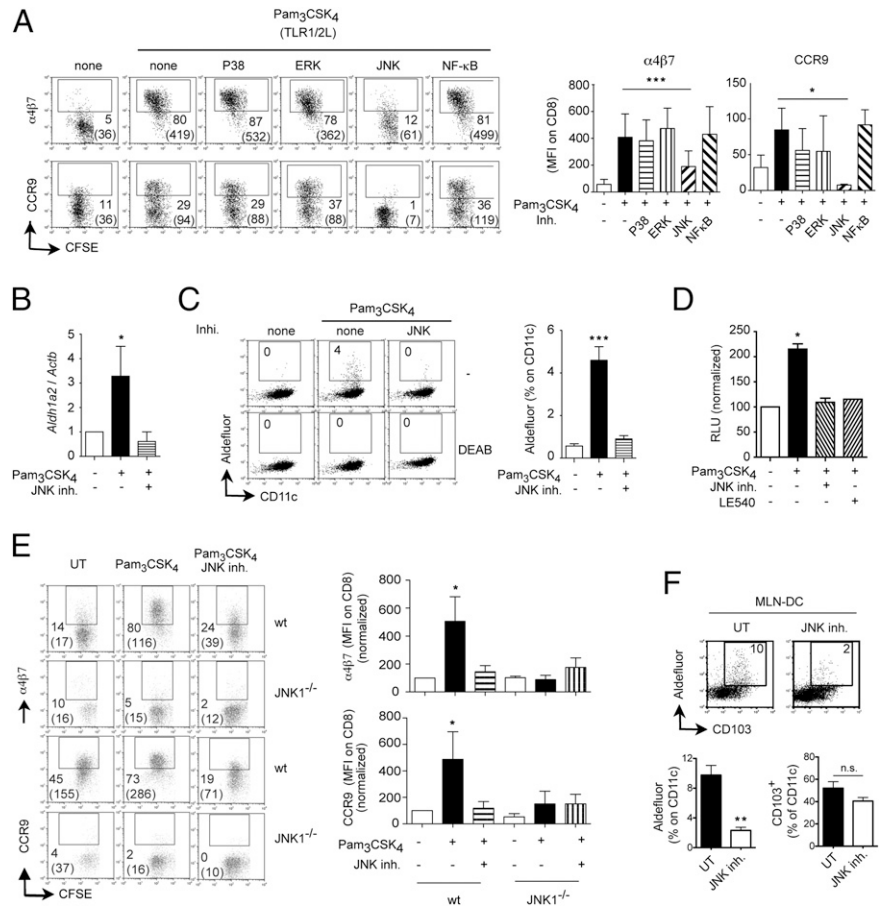 A
Pam3CSK4
(TLR1/2L)
none none P38 ERK JNK NF-κB
α4β7
5 (36)
80 (419)
87 (532)
78 (362)
12 (61)
81 (499)
CCR9
11 (36)
29 (94)
29 (88)
37 (88)
1 (7)
36 (119)
CFSE
α4β7
(MFI on CD8)
800
600
400
200
0
***
CCR9
150
100
50
0
*
Pam3CSK4 - + + + + + - + + + + +
Inh. P38 ERK JNK NFκB P38 ERK JNK NFκB
B
Aldh1a2 / Actb
5
4
3
2
1
0
*
Pam3CSK4 - + +
JNK inh. +
C
Pam3CSK4
Inhi. none none JNK
0 4 0
-
0 0 0
DEAB
Aldefluor
CD11c
Aldefluor (% on CD11c)
6
4
2
0
***
Pam3CSK4 - + +
JNK inh. +
D
RLU (normalized)
250
200
150
100
50
0
*
Pam3CSK4 - + + +
JNK inh. +
LE540 +
E
UT Pam3CSK4 Pam3CSK4 JNK inh.
14 (17)
80 (116)
24 (39)
wt
10 (16)
5 (15)
2 (12)
JNK1-/-
α4β7
45 (155)
73 (286)
19 (71)
wt
4 (37)
2 (16)
0 (10)
JNK1-/-
CCR9
CFSE
α4β7 (MFI on CD8)
(normalized)
800
600
400
200
0
*
CCR9 (MFI on CD8)
(normalized)
800
600
400
200
0
*
Pam3CSK4 - + + - + +
JNK inh. + +
wt JNK1-/-
F
MLN-DC
UT JNK inh.
10 2
Aldefluor
CD103
Aldefluor
(% on CD11c)
12
8
4
0
**
UT
JNK inh.
CD103+
(% of CD11c)
80
60
40
20
0
n.s.
UT
JNK inh.